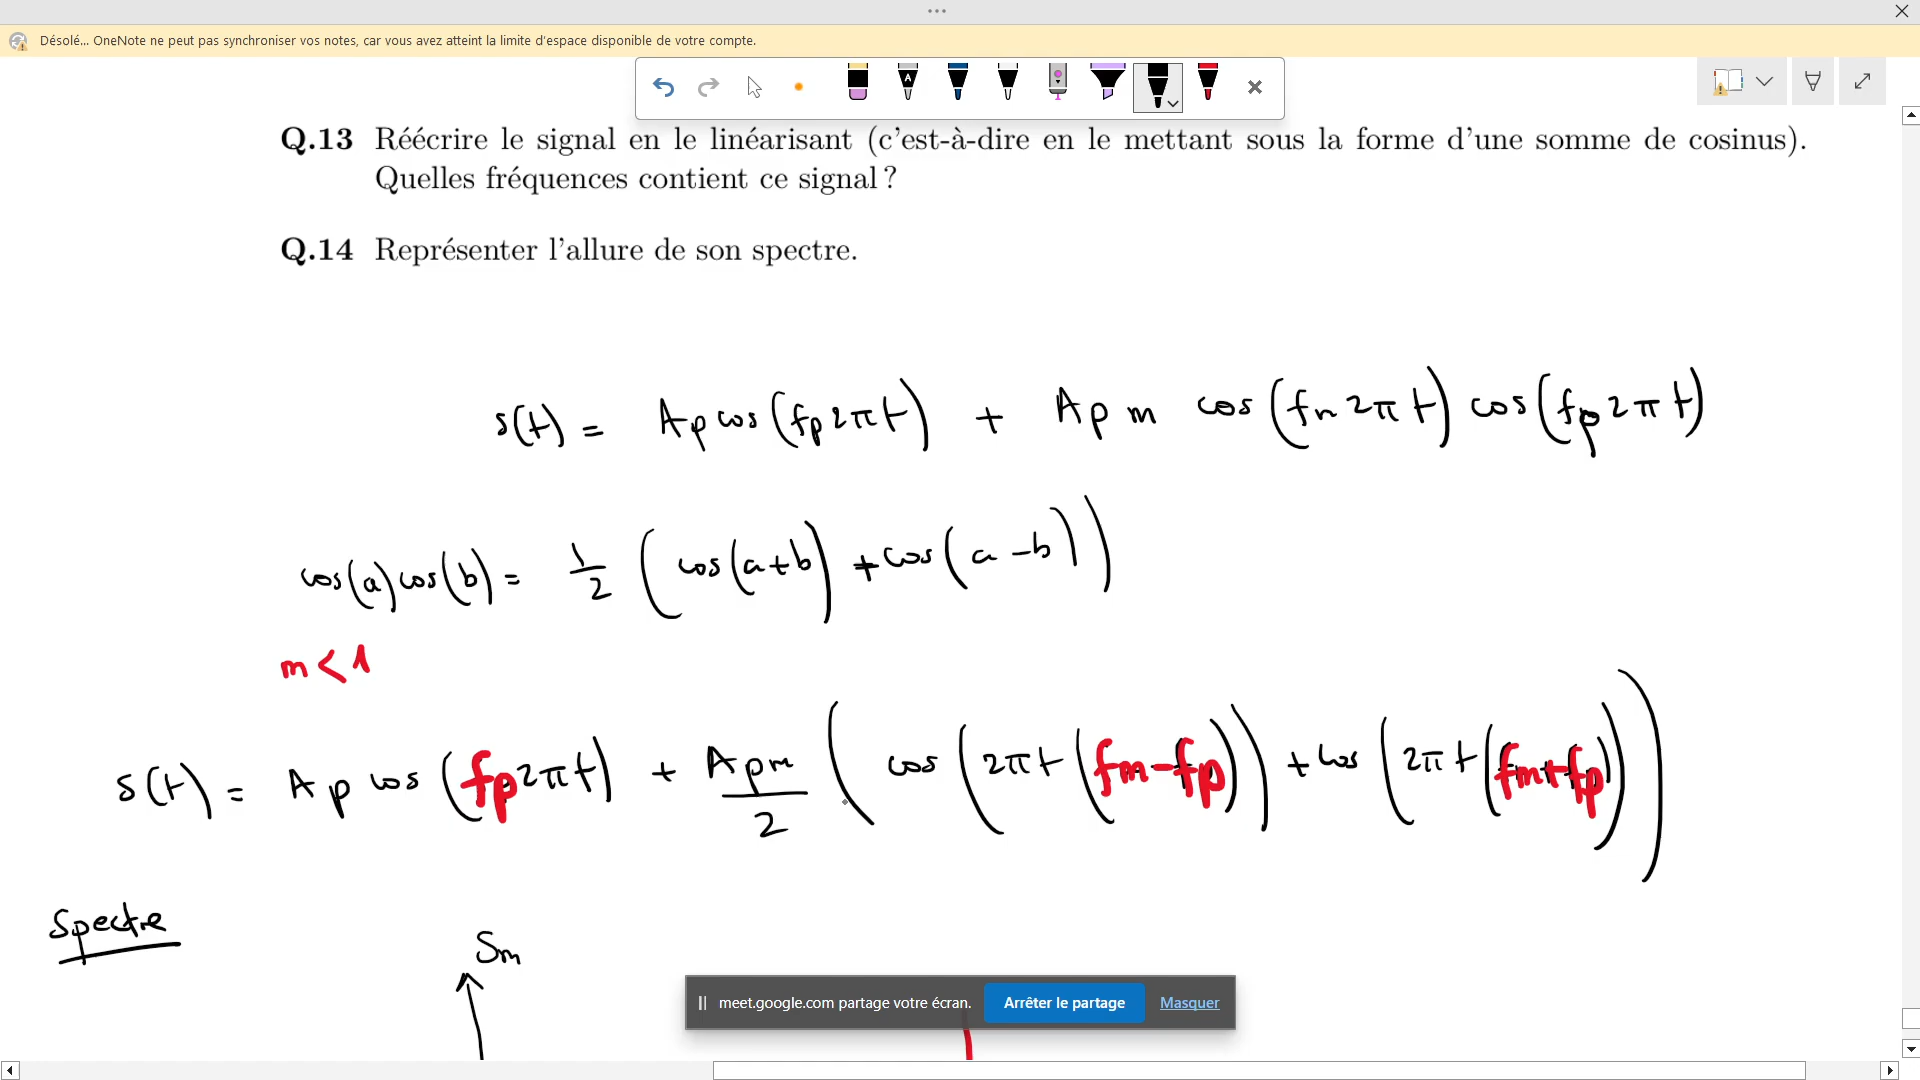 Désolé... OneNote ne peut pas synchroniser vos notes, car vous avez atteint la limite d'espace disponible de votre compte.
Q.13 Réécrire le signal en le linéarisant (c'est-à-dire en le mettant sous la forme d'une somme de cosinus).
Quelles fréquences contient ce signal ?
Q.14 Représenter l'allure de son spectre.
s(t) = Ap cos (fp 2π t) + Ap m cos (fm 2π t) cos (fp 2π t)
cos(a) cos(b) = 1/2 (cos(a+b) + cos (a - b))
m < 1
s(t) = Ap cos (fp 2π t) + Apm/2 (cos (2π t (fm - fp)) + cos (2π t (fm + fp)))
Spectre
Sm
meet.google.com partage votre écran. Arrêter le partage Masquer